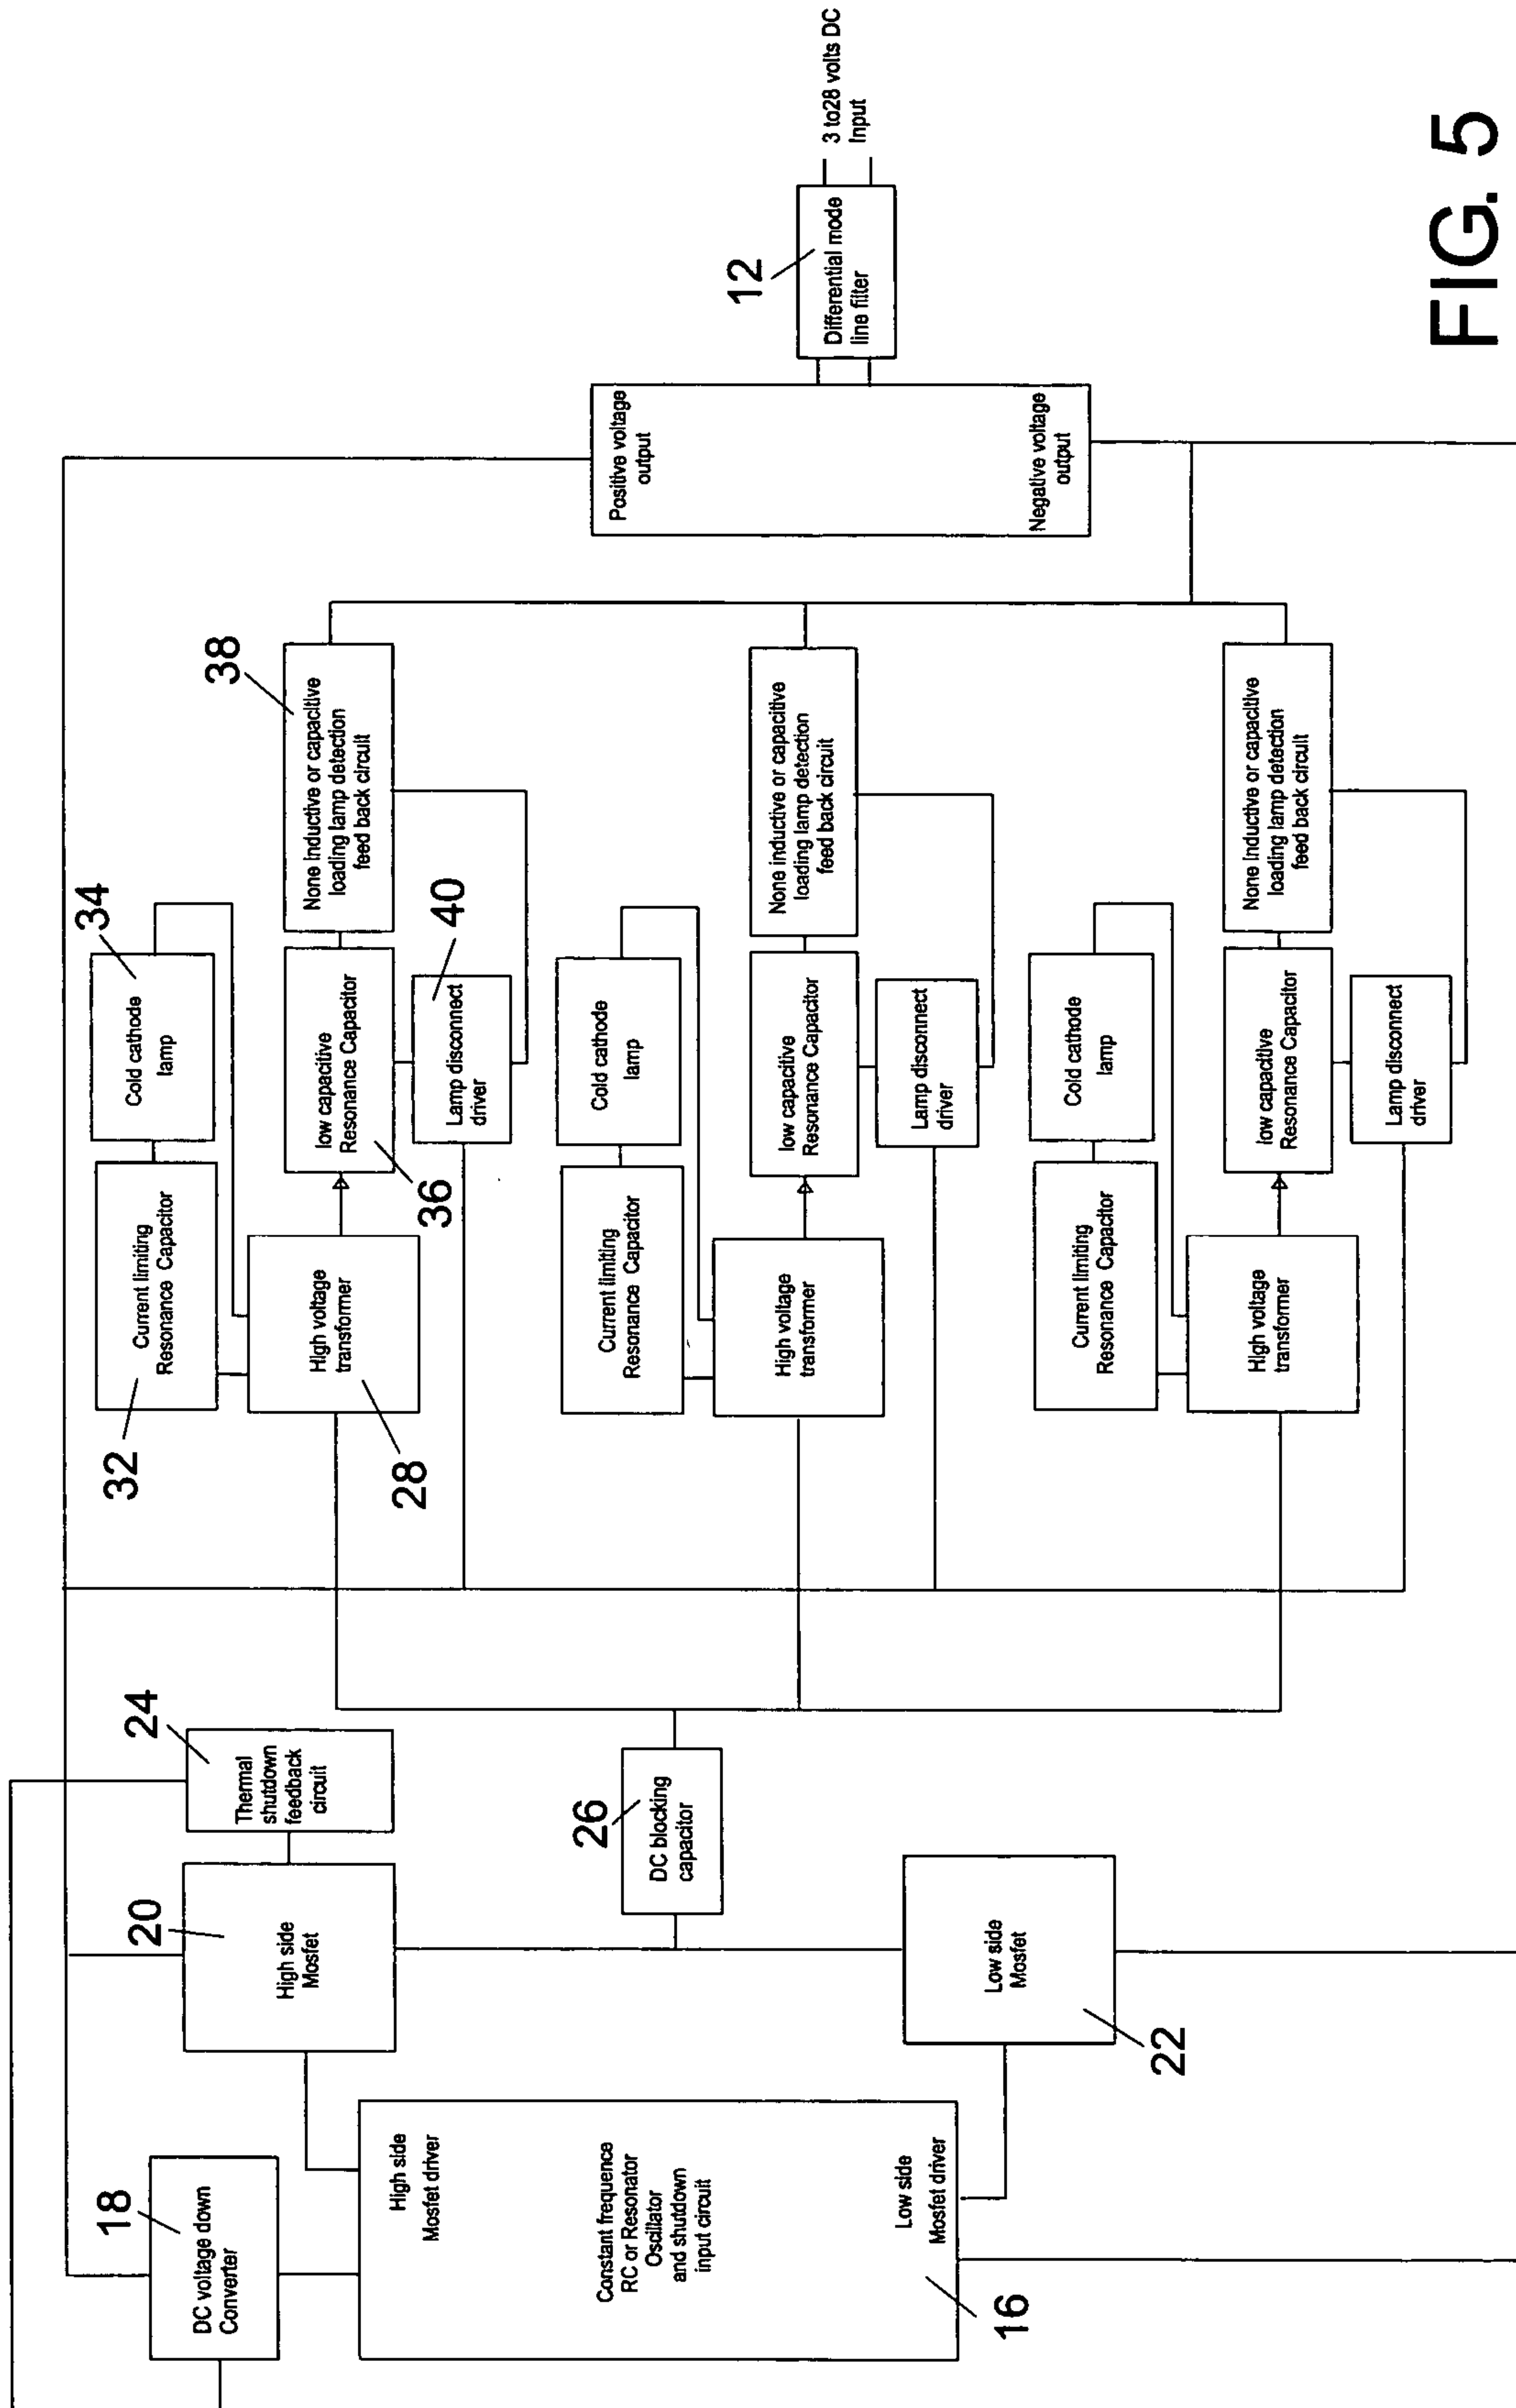 FIG. 5
3 to28 volts DC
Input
12
Differential mode
line filter
Positive voltage
output
Negative voltage
output
38
None inductive or capacitive
loading lamp detection
feed back circuit
34
Cold cathode
lamp
low capacitive
Resonance Capacitor
36
40
Lamp disconnect
driver
32
Current limiting
Resonance Capacitor
High voltage
transformer
28
None inductive or capacitive
loading lamp detection
feed back circuit
Cold cathode
lamp
low capacitive
Resonance Capacitor
Lamp disconnect
driver
Current limiting
Resonance Capacitor
High voltage
transformer
None inductive or capacitive
loading lamp detection
feed back circuit
Cold cathode
lamp
low capacitive
Resonance Capacitor
Lamp disconnect
driver
Current limiting
Resonance Capacitor
High voltage
transformer
24
Thermal
shutdown
feedback
circuit
26
DC blocking
capacitor
20
High side
Mosfet
Low side
Mosfet
22
18
DC voltage down
Converter
High side
Mosfet driver
Constant frequence
RC or Resonator
Oscillator
and shutdown
input circuit
Low side
Mosfet driver
16